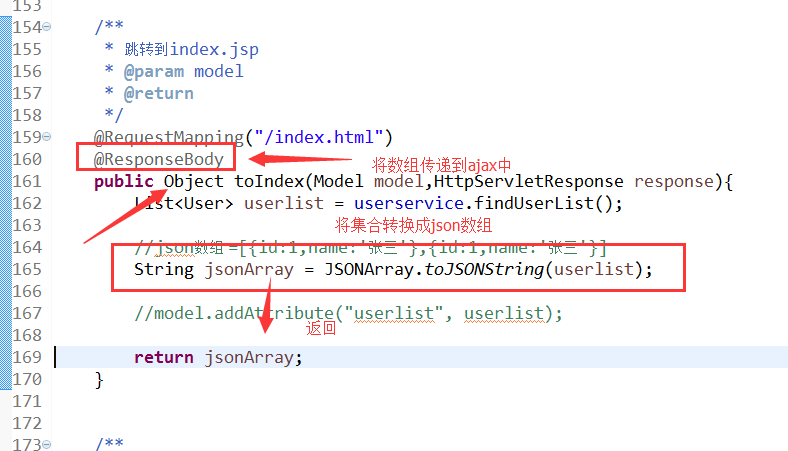 153
154 /**
155 * 跳转到index.jsp
156 * @param model
157 * @return
158 */
159 @RequestMapping("/index.html")
160 @ResponseBody 将数组传递到ajax中
161 public Object toIndex(Model model,HttpServletResponse response){
162 List<User> userlist = userservice.findUserList();
163 将集合转换成json数组
164 //json数组=[{id:1,name:'张三'},{id:1,name:'张三'}]
165 String jsonArray = JSONArray.toJSONString(userlist);
166
167 //model.addAttribute("userlist", userlist);
返回
168
169 return jsonArray;
170 }
171
172
173 /**